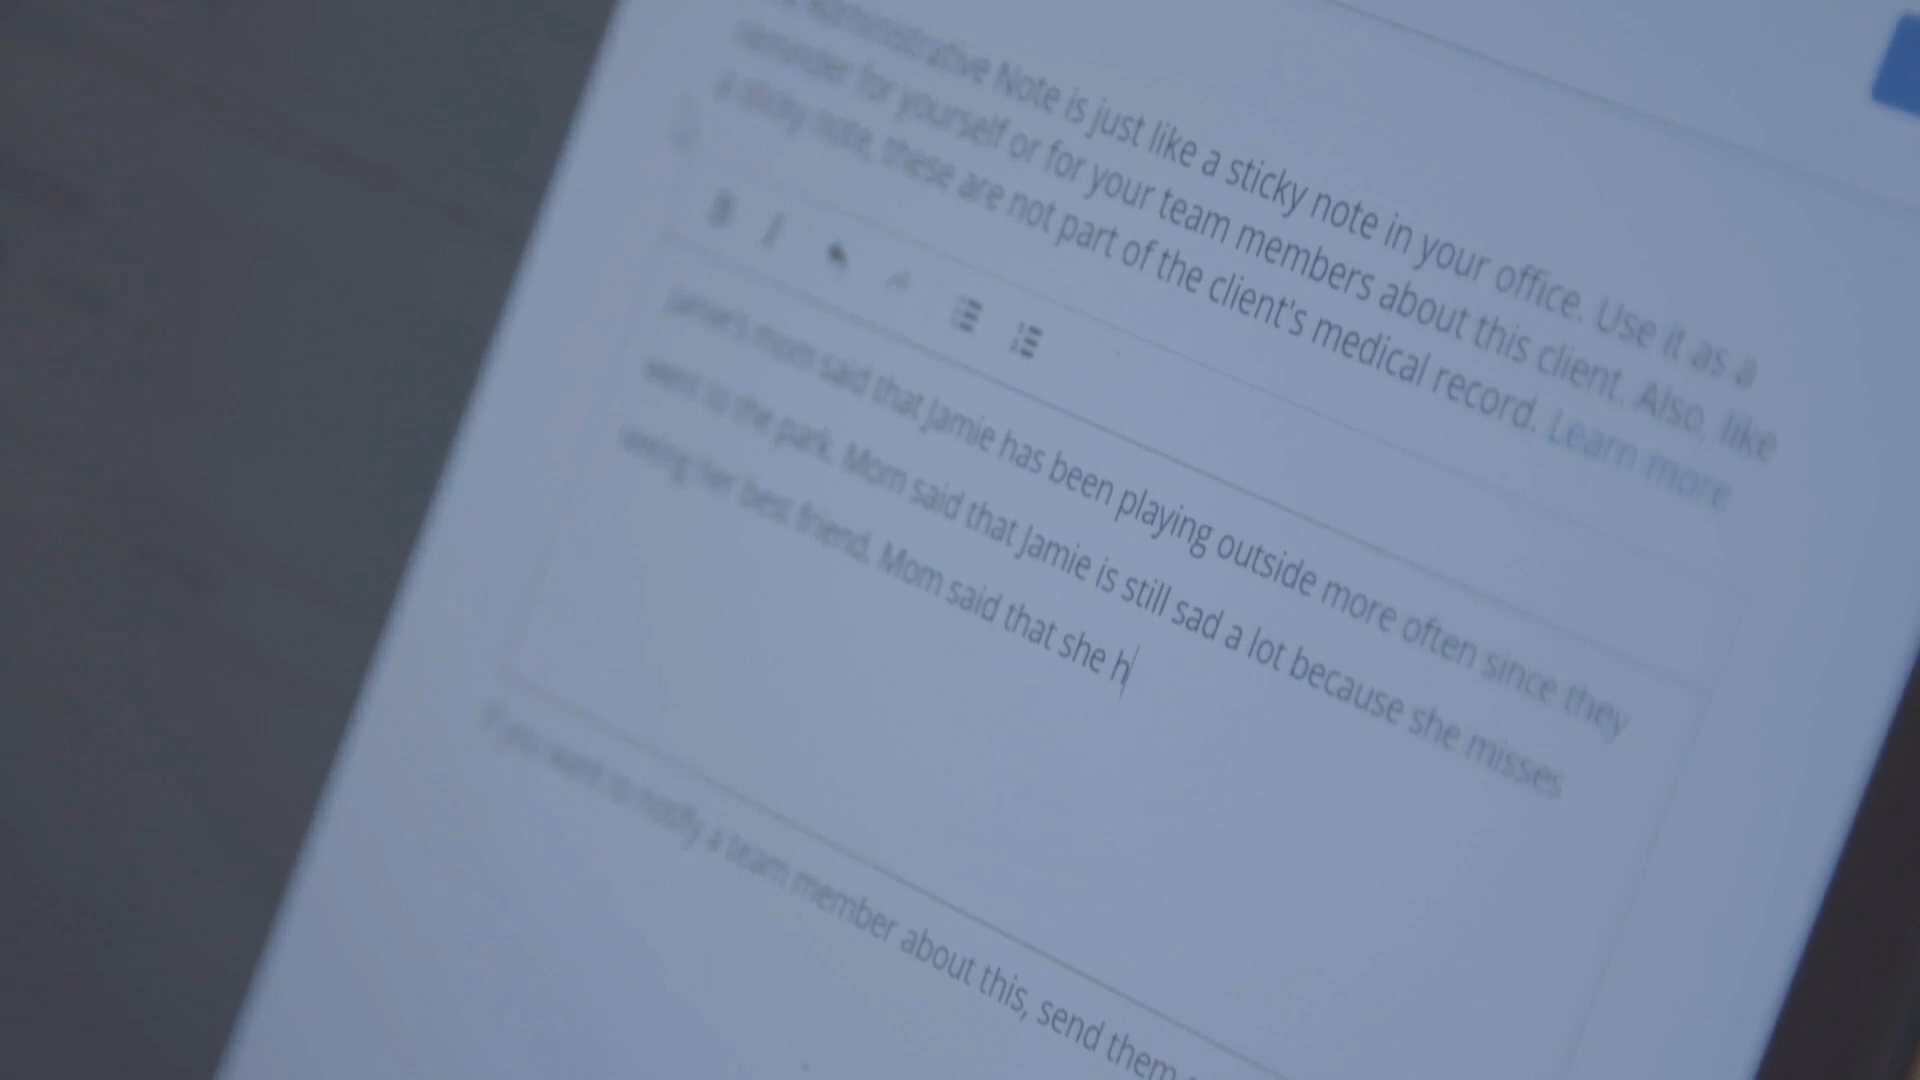 Administrative Note is just like a sticky note in your office. Use it as a
reminder for yourself or for your team members about this client. Also, like
a sticky note, these are not part of the client's medical record. Learn more
B I
Jamie's mom said that Jamie has been playing outside more often since they
went to the park. Mom said that Jamie is still sad a lot because she misses
seeing her best friend. Mom said that she h
If you want to notify a team member about this, send them